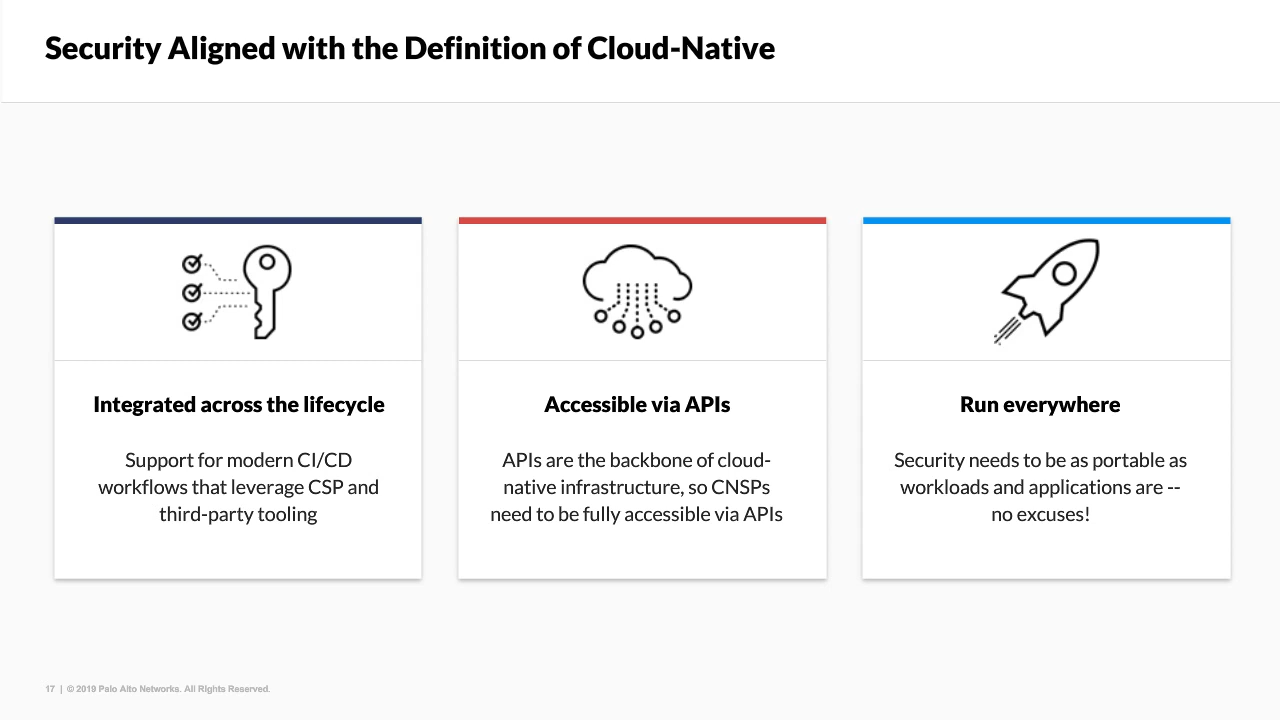 Security Aligned with the Definition of Cloud-Native
Integrated across the lifecycle
Support for modern CI/CD
workflows that leverage CSP and
third-party tooling
Accessible via APIs
APIs are the backbone of cloud-
native infrastructure, so CNSPs
need to be fully accessible via APIs
Run everywhere
Security needs to be as portable as
workloads and applications are --
no excuses!
17 | © 2019 Palo Alto Networks. All Rights Reserved.